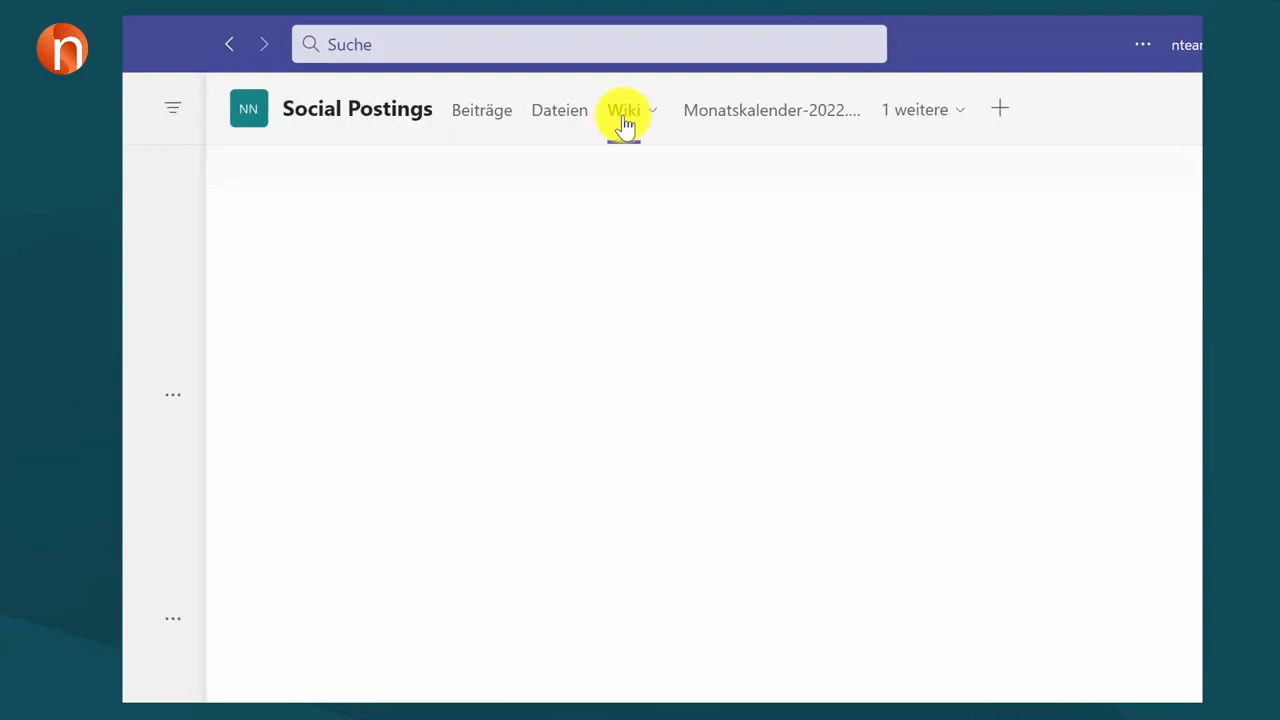 n
Suche
ntear
NN
Social Postings
Beiträge
Dateien
Wiki
Monatskalender-2022....
1 weitere